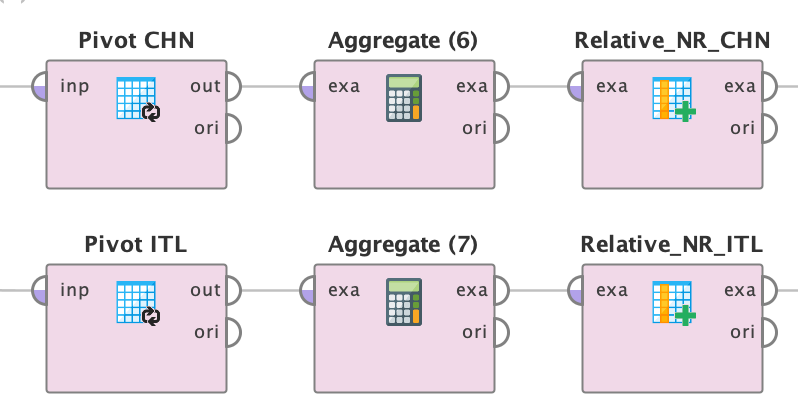 Pivot CHN Aggregate (6) Relative_NR_CHN
inp out exa exa exa exa
ori ori ori
Pivot ITL Aggregate (7) Relative_NR_ITL
inp out exa exa exa exa
ori ori ori